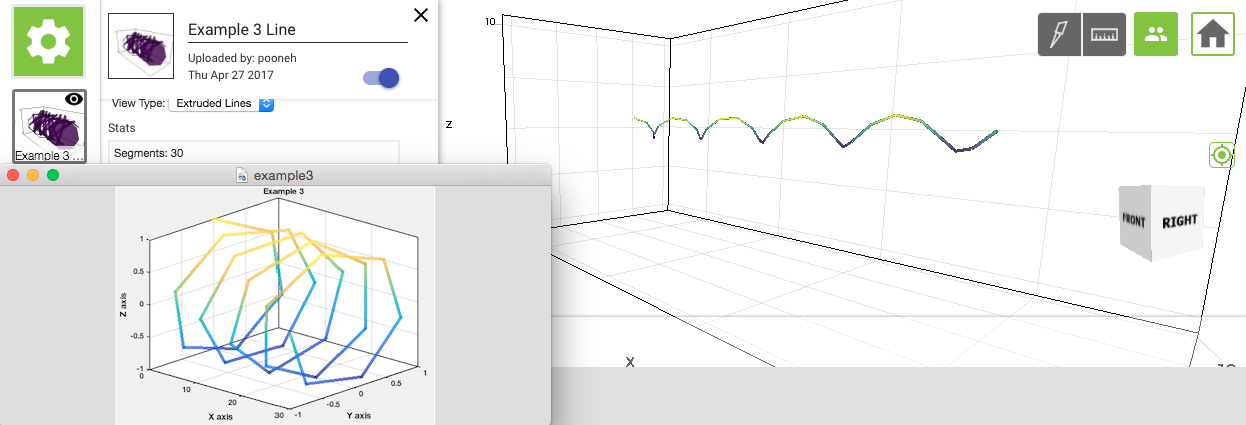 Example 3 Line
Uploaded by: pooneh
Thu Apr 27 2017
View Type: Extruded Lines
Stats
Segments: 30
Example 3 ...
10
z
X
FRONT
RIGHT
example3
Example 3
1
0.5
0
-0.5
-1
Z axis
0
10
20
30
X axis
-1
-0.5
0
0.5
1
Y axis